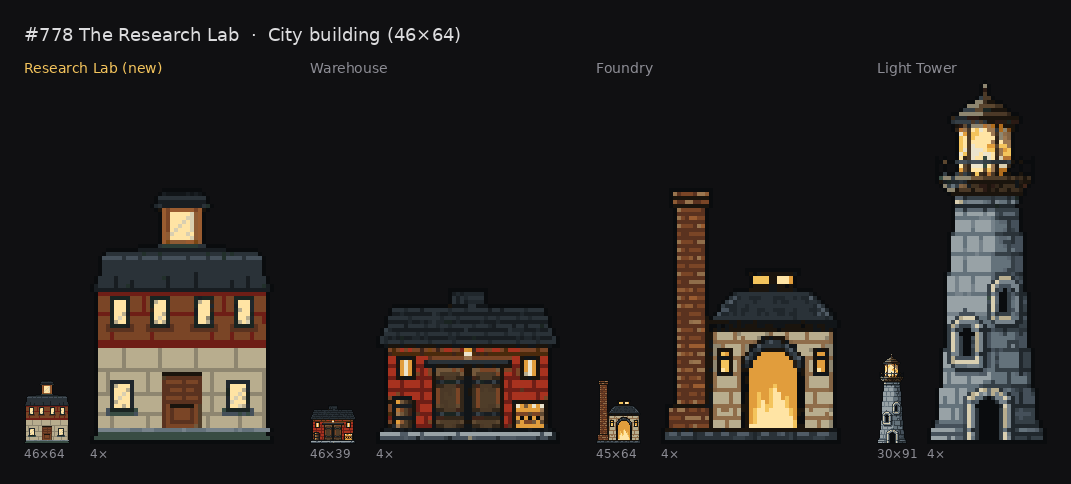 #778 The Research Lab · City building (46×64)
Research Lab (new) Warehouse Foundry Light Tower
46×64 4× 46×39 4× 45×64 4× 30×91 4×